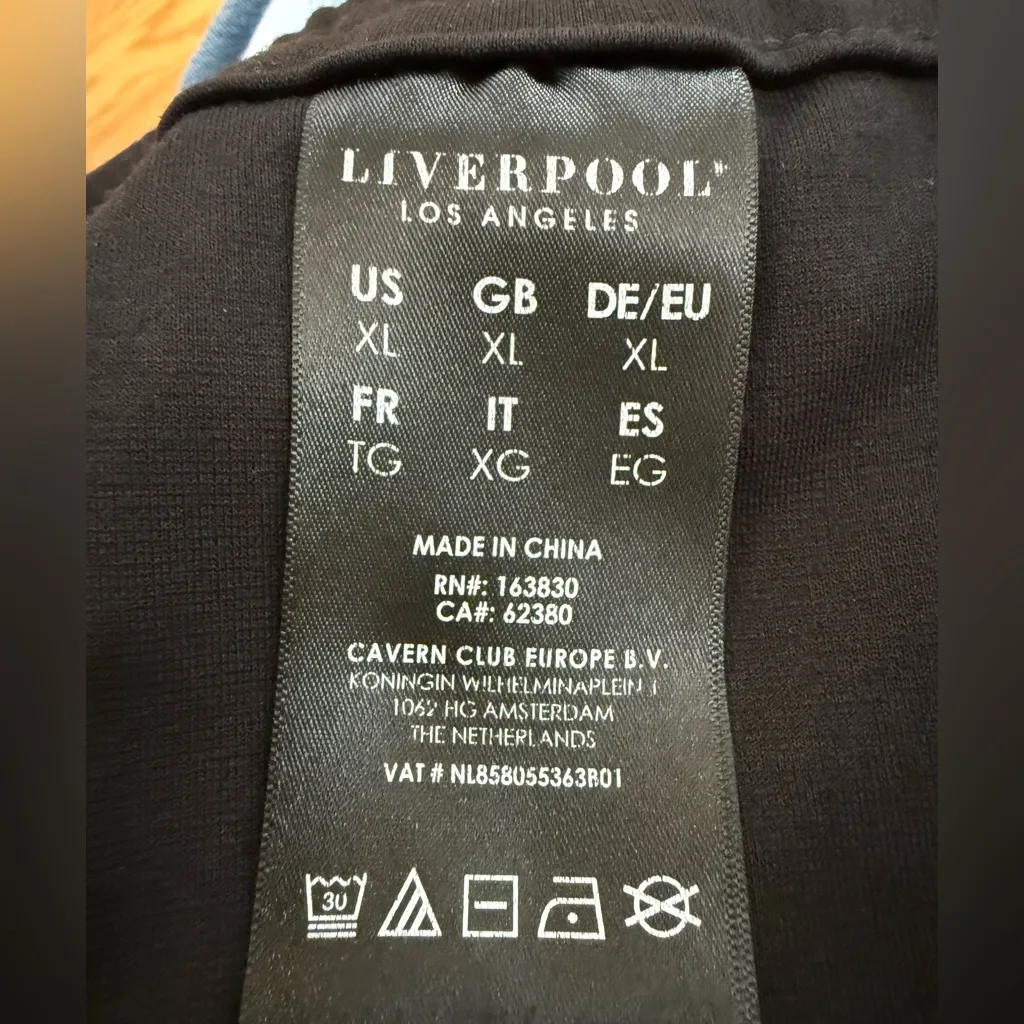 LIVERPOOL
LOS ANGELES
US GB DE/EU
XL XL XL
FR IT ES
TG XG EG
MADE IN CHINA
RN#: 163830
CA#: 62380
CAVERN CLUB EUROPE B.V.
KONINGIN WILHELMINAPLEIN 1
1062 HG AMSTERDAM
THE NETHERLANDS
VAT # NL858055363B01
30